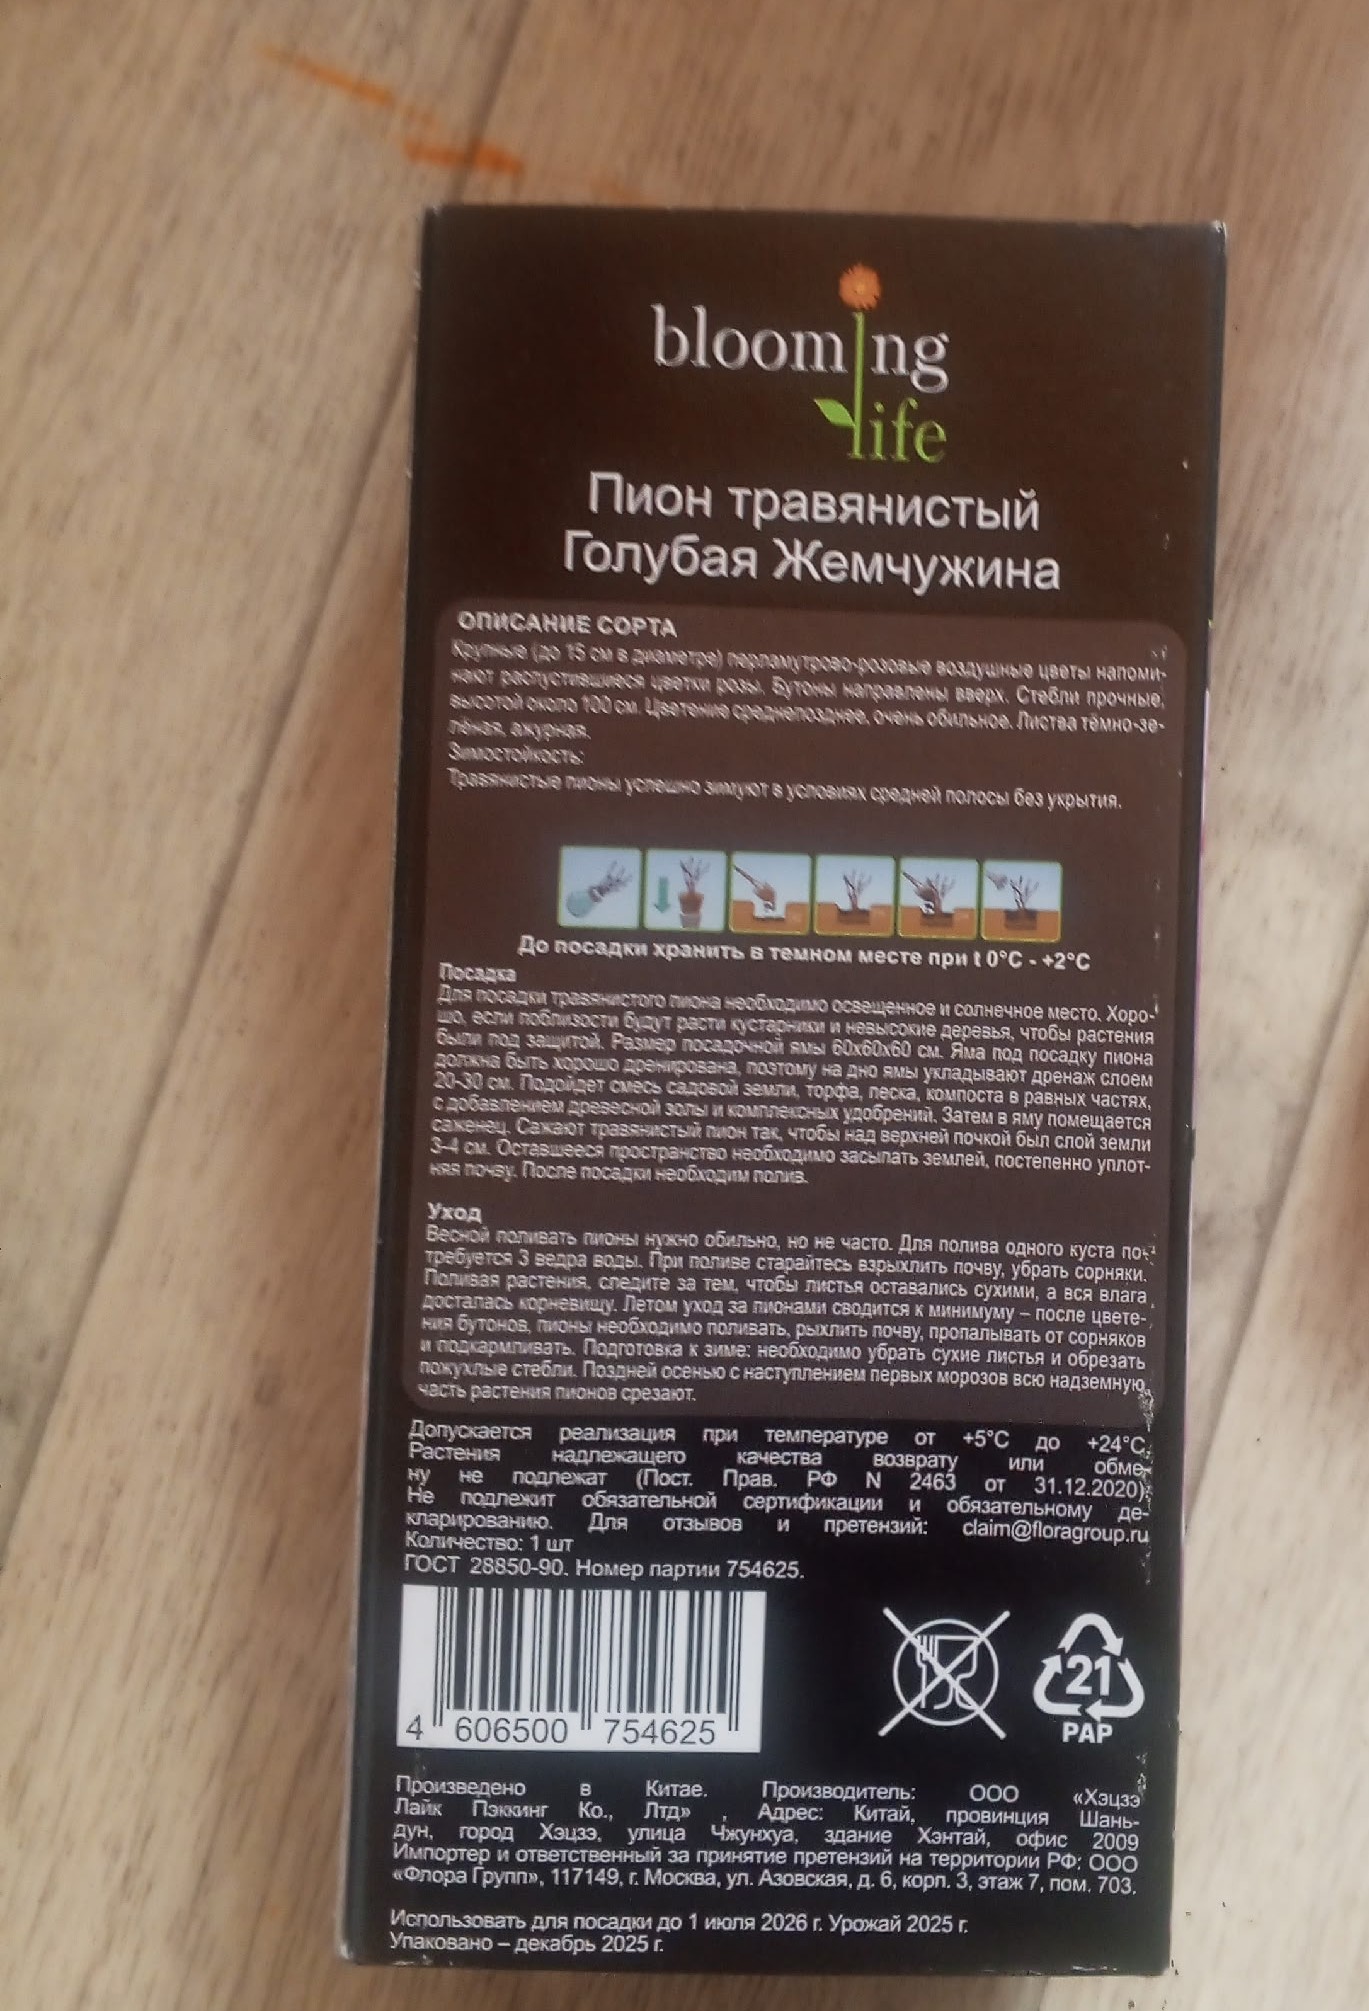 blooming
life
Пион травянистый
Голубая Жемчужина
ОПИСАНИЕ СОРТА
Крупные (до 15 см в диаметре) перламутрово-розовые воздушные цветы напоми-
нают распустившиеся цветки розы. Бутоны направлены вверх. Стебли прочные,
высотой около 100 см. Цветение среднепозднее, очень обильное. Листва тёмно-зе-
лёная, ажурная.
Зимостойкость:
Травянистые пионы успешно зимуют в условиях средней полосы без укрытия.
До посадки хранить в темном месте при t 0°C - +2°C
Посадка
Для посадки травянистого пиона необходимо освещенное и солнечное место. Хоро-
шо, если поблизости будут расти кустарники и невысокие деревья, чтобы растения
были под защитой. Размер посадочной ямы 60х60х60 см. Яма под посадку пиона
должна быть хорошо дренирована, поэтому на дно ямы укладывают дренаж слоем
20-30 см. Подойдет смесь садовой земли, торфа, песка, компоста в равных частях,
с добавлением древесной золы и комплексных удобрений. Затем в яму помещается
саженец. Сажают травянистый пион так, чтобы над верхней почкой был слой земли
3-4 см. Оставшееся пространство необходимо засыпать землей, постепенно уплот-
няя почву. После посадки необходим полив.
Уход
Весной поливать пионы нужно обильно, но не часто. Для полива одного куста по-
требуется 3 ведра воды. При поливе старайтесь взрыхлить почву, убрать сорняки.
Поливая растения, следите за тем, чтобы листья оставались сухими, а вся влага
досталась корневищу. Летом уход за пионами сводится к минимуму – после цвете-
ния бутонов, пионы необходимо поливать, рыхлить почву, пропалывать от сорняков
и подкармливать. Подготовка к зиме: необходимо убрать сухие листья и обрезать
пожухлые стебли. Поздней осенью с наступлением первых морозов всю надземную
часть растения пионов срезают.
Допускается реализация при температуре от +5°C до +24°C.
Растения надлежащего качества возврату или обме-
ну не подлежат (Пост. Прав. РФ N 2463 от 31.12.2020).
Не подлежит обязательной сертификации и обязательному де-
кларированию. Для отзывов и претензий: claim@floragroup.ru
Количество: 1 шт
ГОСТ 28850-90. Номер партии 754625.
4 606500 754625
21
PAP
Произведено в Китае. Производитель: ООО «Хэцзэ
Лайк Пэккинг Ко., Лтд» , Адрес: Китай, провинция Шань-
дун, город Хэцзэ, улица Чжунхуа, здание Хэнтай, офис 2009
Импортер и ответственный за принятие претензий на территории РФ: ООО
«Флора Групп», 117149, г. Москва, ул. Азовская, д. 6, корп. 3, этаж 7, пом. 703.
Использовать для посадки до 1 июля 2026 г. Урожай 2025 г.
Упаковано – декабрь 2025 г.